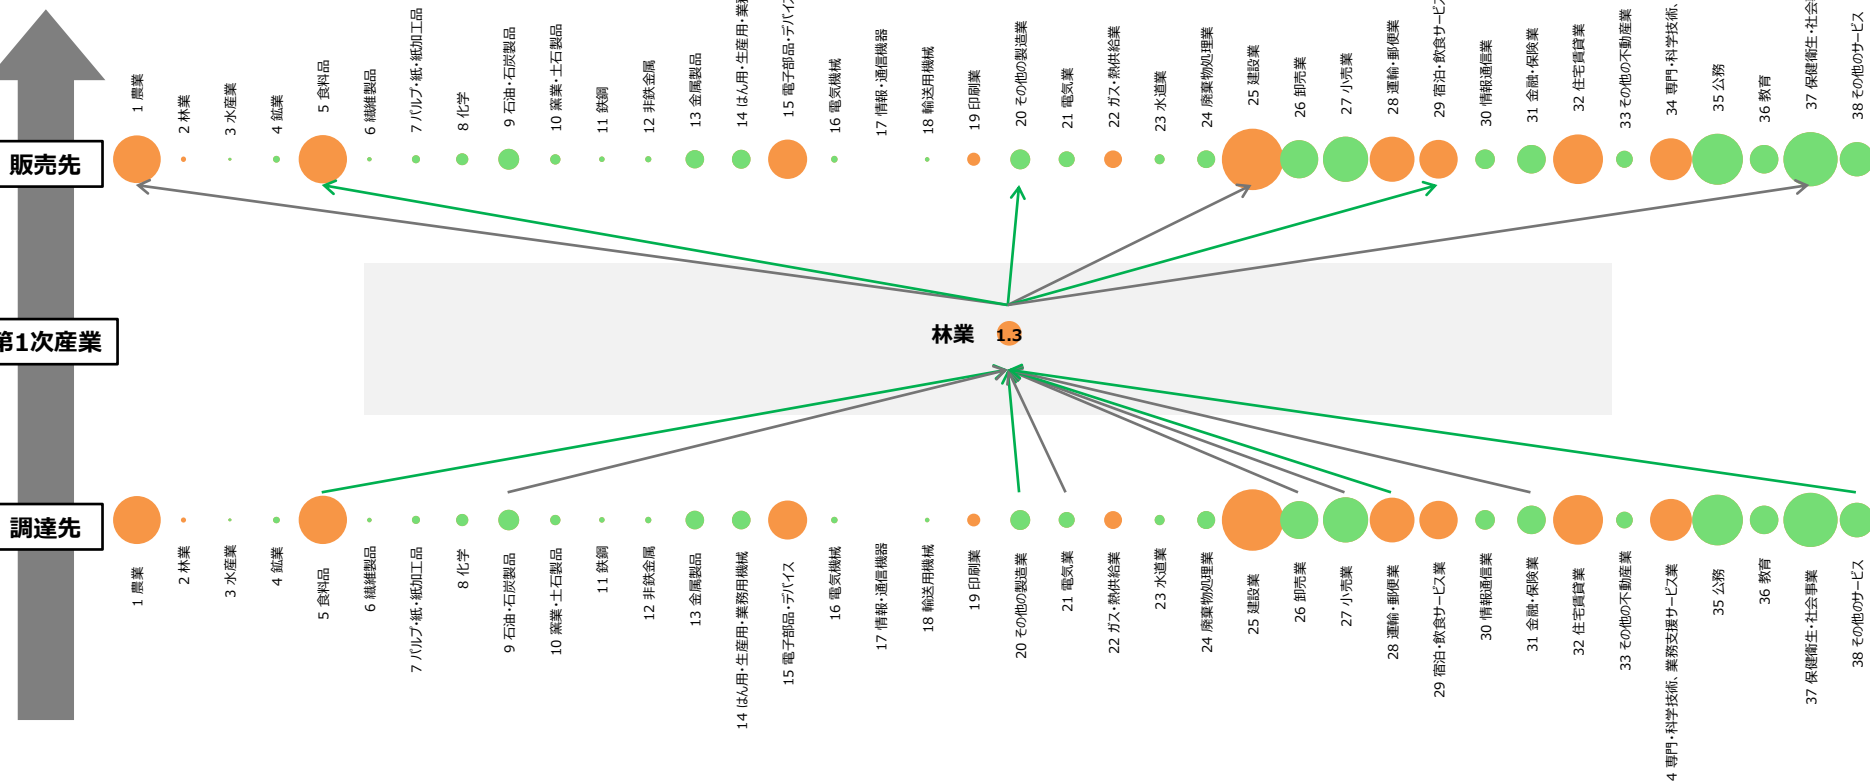 1 農業
2 林業
3 水産業
4 鉱業
5 食料品
6 繊維製品
7 パルプ・紙・紙加工品
8 化学
9 石油・石炭製品
10 窯業・土石製品
11 鉄鋼
12 非鉄金属
13 金属製品
14 はん用・生産用・業務
15 電子部品・デバイス
16 電気機械
17 情報・通信機器
18 輸送用機械
19 印刷業
20 その他の製造業
21 電気業
22 ガス・熱供給業
23 水道業
24 廃棄物処理業
25 建設業
26 卸売業
27 小売業
28 運輸・郵便業
29 宿泊・飲食サービス
30 情報通信業
31 金融・保険業
32 住宅賃貸業
33 その他の不動産業
34 専門・科学技術、
35 公務
36 教育
37 保健衛生・社会事
38 その他のサービス
販売先
第1次産業
林業
1.3
調達先
1 農業
2 林業
3 水産業
4 鉱業
5 食料品
6 繊維製品
7 パルプ・紙・紙加工品
8 化学
9 石油・石炭製品
10 窯業・土石製品
11 鉄鋼
12 非鉄金属
13 金属製品
14 はん用・生産用・業務用機械
15 電子部品・デバイス
16 電気機械
17 情報・通信機器
18 輸送用機械
19 印刷業
20 その他の製造業
21 電気業
22 ガス・熱供給業
23 水道業
24 廃棄物処理業
25 建設業
26 卸売業
27 小売業
28 運輸・郵便業
29 宿泊・飲食サービス業
30 情報通信業
31 金融・保険業
32 住宅賃貸業
33 その他の不動産業
4 専門・科学技術、業務支援サービス業
35 公務
36 教育
37 保健衛生・社会事業
38 その他のサービス